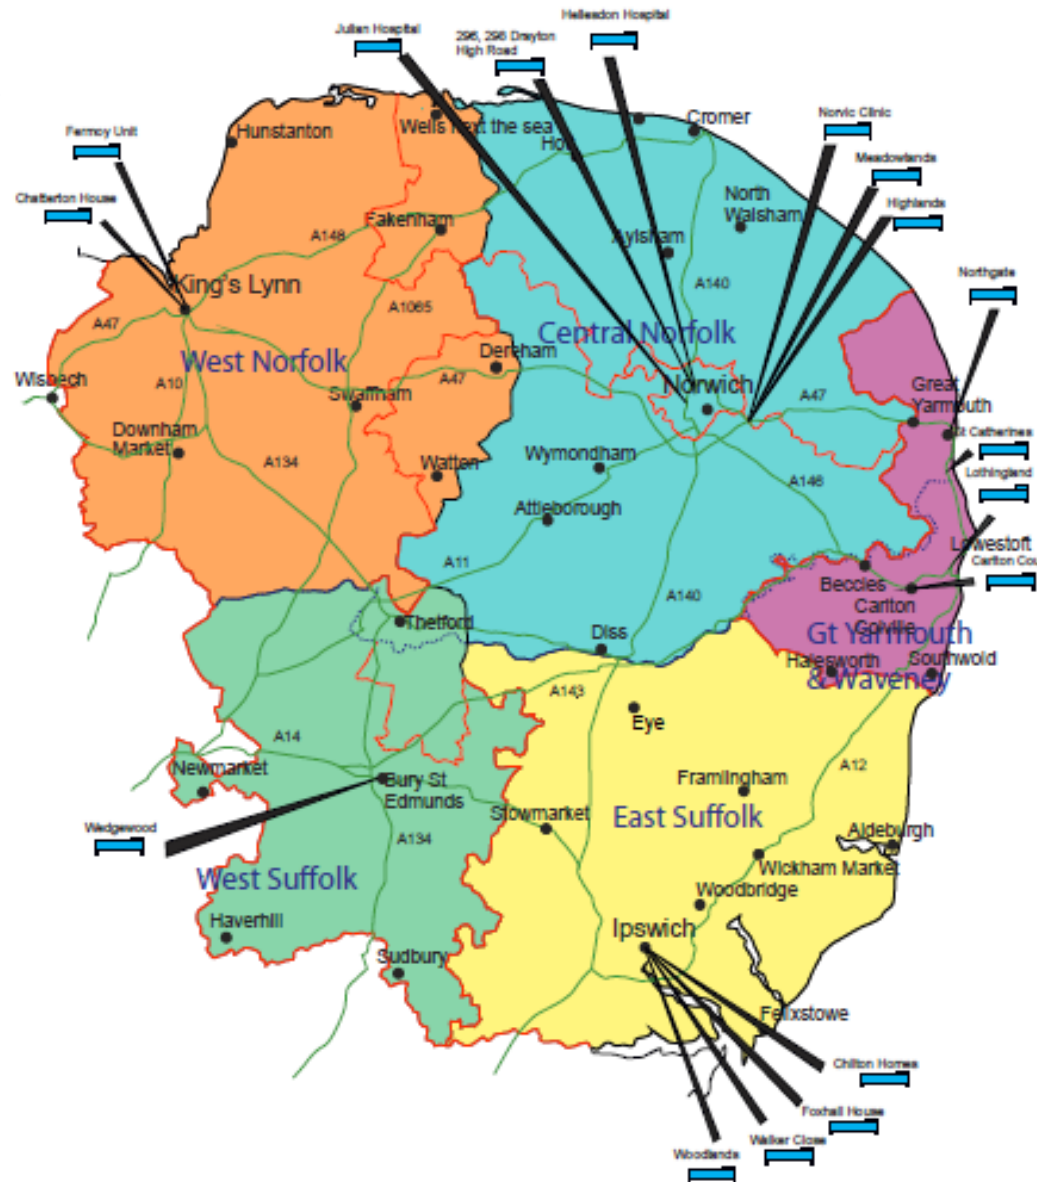 Julian Hospital
296, 298 Drayton
High Road
Hellesdon Hospital
Fermoy Unit
Chatterton House
Norvic Clinic
Meadowlands
Highlands
Northgate
Hunstanton
Wells next the sea
Cromer
North
Walsham
Fakenham
Aylsham
A148
King's Lynn
A140
A1065
A47
Central Norfolk
West Norfolk
Dereham
Wisbech
A10
A47
Swaffham
Norwich
A47
Great
Yarmouth
Downham
Market
A134
Watton
Wymondham
A146
St Catherines
Lothingland
Attleborough
Lowestoft
A11
Beccles
Carlton Cou
A140
Carlton
Colville
Thetford
Diss
Gt Yarmouth
& Waveney
Halesworth
Southwold
A143
Eye
A14
Newmarket
Bury St
Edmunds
Framlingham
A12
Stowmarket
East Suffolk
Aldeburgh
Wedgewood
A134
Wickham Market
West Suffolk
Woodbridge
Haverhill
Ipswich
Sudbury
Felixstowe
Chilton Homes
Foxhall House
Walker Close
Woodlands